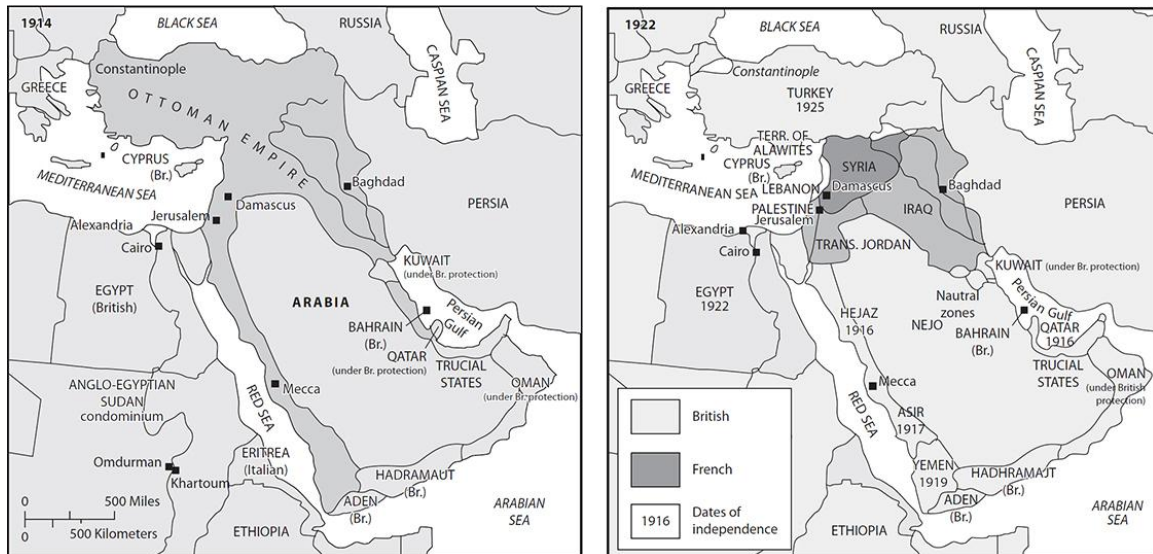 1914
BLACK SEA
RUSSIA
Constantinople
CASPIAN SEA
GREECE
OTTOMAN EMPIRE
CYPRUS
(Br.)
MEDITERRANEAN SEA
Baghdad
Damascus
PERSIA
Jerusalem
Alexandria
Cairo
KUWAIT
(under Br. protection)
EGYPT
(British)
ARABIA
Persian
Gulf
BAHRAIN
(Br.)
QATAR
(under Br. protection)
TRUCIAL
STATES
Mecca
OMAN
(under Br. protection)
ANGLO-EGYPTIAN
SUDAN
condominium
RED SEA
Omdurman
Khartoum
ERITREA
(Italian)
HADRAMAUT
(Br.)
ADEN
(Br.)
ARABIAN
SEA
ETHIOPIA
0
500 Miles
0
500 Kilometers
1922
BLACK SEA
RUSSIA
Constantinople
CASPIAN SEA
GREECE
TURKEY
1925
TERR. OF
ALAWITES
CYPRUS
(Br.)
SYRIA
MEDITERRANEAN SEA
LEBANON
Damascus
Baghdad
PALESTINE
Jerusalem
IRAQ
PERSIA
Alexandria
Cairo
TRANS. JORDAN
KUWAIT (under Br. protection)
EGYPT
1922
Nautral
zones
Persian Gulf
HEJAZ
1916
NEJO
BAHRAIN
(Br.)
QATAR
1916
TRUCIAL
STATES
OMAN
(under British
protection)
Mecca
RED SEA
ASIR
1917
YEMEN
1919
HADHRAMAJT
(Br.)
ADEN
(Br.)
ARABIAN
SEA
ETHIOPIA
British
French
1916
Dates of
independence